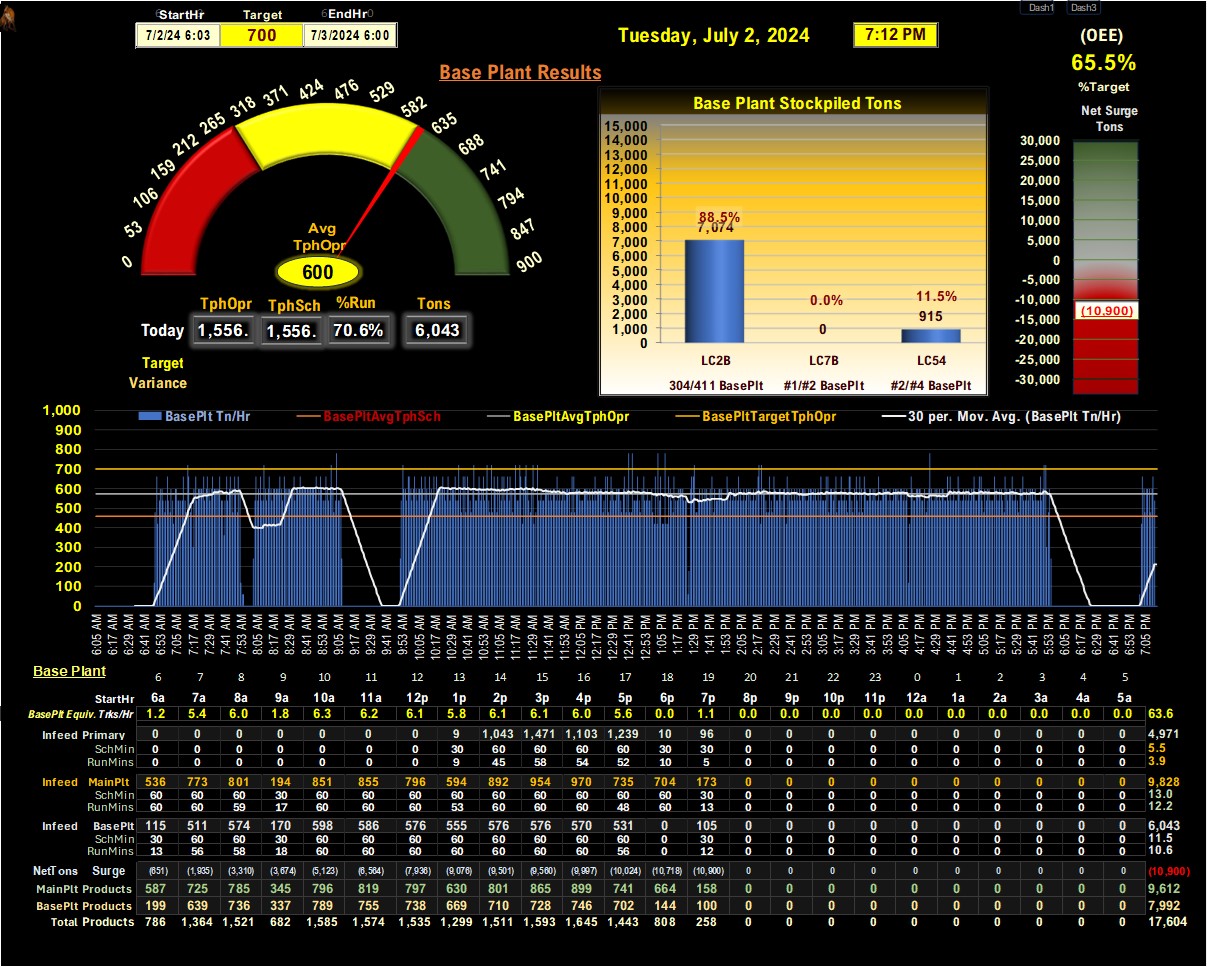 Dash1 Dash3
StartHr Target EndHr
7/2/24 6:03 700 7/3/2024 6:00
Tuesday, July 2, 2024 7:12 PM
(OEE)
65.5%
%Target
Base Plant Results
Net Surge
Tons
0 53 106 159 212 265 318 371 424 476 529 582 635 688 741 794 847 900
Avg
TphOpr
600
TphOpr TphSch %Run Tons
Today 1,556. 1,556. 70.6% 6,043
Target
Variance
Base Plant Stockpiled Tons
15,000
14,000
13,000
12,000
11,000
10,000
9,000
8,000
7,000
6,000
5,000
4,000
3,000
2,000
1,000
0
88.5%
7,074
0.0%
0
11.5%
915
LC2B LC7B LC54
304/411 BasePlt #1/#2 BasePlt #2/#4 BasePlt
30,000
25,000
20,000
15,000
10,000
5,000
0
-5,000
-10,000
(10,900)
-15,000
-20,000
-25,000
-30,000
BasePlt Tn/Hr BasePltAvgTphSch BasePltAvgTphOpr BasePltTargetTphOpr 30 per. Mov. Avg. (BasePlt Tn/Hr)
1,000
900
800
700
600
500
400
300
200
100
0
6:05 AM 6:17 AM 6:29 AM 6:41 AM 6:53 AM 7:05 AM 7:17 AM 7:29 AM 7:41 AM 7:53 AM 8:05 AM 8:17 AM 8:29 AM 8:41 AM 8:53 AM 9:05 AM 9:17 AM 9:29 AM 9:41 AM 9:53 AM 10:05 AM 10:17 AM 10:29 AM 10:41 AM 10:53 AM 11:05 AM 11:17 AM 11:29 AM 11:41 AM 11:53 AM 12:05 PM 12:17 PM 12:29 PM 12:41 PM 12:53 PM 1:05 PM 1:17 PM 1:29 PM 1:41 PM 1:53 PM 2:05 PM 2:17 PM 2:29 PM 2:41 PM 2:53 PM 3:05 PM 3:17 PM 3:29 PM 3:41 PM 3:53 PM 4:05 PM 4:17 PM 4:29 PM 4:41 PM 4:53 PM 5:05 PM 5:17 PM 5:29 PM 5:41 PM 5:53 PM 6:05 PM 6:17 PM 6:29 PM 6:41 PM 6:53 PM 7:05 PM
Base Plant 6 7 8 9 10 11 12 13 14 15 16 17 18 19 20 21 22 23 0 1 2 3 4 5
StartHr 6a 7a 8a 9a 10a 11a 12p 1p 2p 3p 4p 5p 6p 7p 8p 9p 10p 11p 12a 1a 2a 3a 4a 5a
BasePlt Equiv. Trks/Hr 1.2 5.4 6.0 1.8 6.3 6.2 6.1 5.8 6.1 6.1 6.0 5.6 0.0 1.1 0.0 0.0 0.0 0.0 0.0 0.0 0.0 0.0 0.0 0.0 63.6
Infeed Primary 0 0 0 0 0 0 0 9 1,043 1,471 1,103 1,239 10 96 0 0 0 0 0 0 0 0 0 0 4,971
SchMin 0 0 0 0 0 0 0 30 60 60 60 60 30 30 0 0 0 0 0 0 0 0 0 0 5.5
RunMins 0 0 0 0 0 0 0 9 45 58 54 52 10 5 0 0 0 0 0 0 0 0 0 0 3.9
Infeed MainPlt 536 773 801 194 851 855 796 594 892 954 970 735 704 173 0 0 0 0 0 0 0 0 0 0 9,828
SchMin 60 60 60 30 60 60 60 60 60 60 60 60 60 30 0 0 0 0 0 0 0 0 0 0 13.0
RunMins 60 60 59 17 60 60 60 53 60 60 60 48 60 13 0 0 0 0 0 0 0 0 0 0 12.2
Infeed BasePlt 115 511 574 170 598 586 576 555 576 576 570 531 0 105 0 0 0 0 0 0 0 0 0 0 6,043
SchMin 30 60 60 30 60 60 60 60 60 60 60 60 0 30 0 0 0 0 0 0 0 0 0 0 11.5
RunMins 13 56 58 18 60 60 60 60 60 60 60 56 0 12 0 0 0 0 0 0 0 0 0 0 10.6
NetTons Surge (651) (1,935) (3,310) (3,674) (5,123) (6,564) (7,936) (9,076) (9,501) (9,560) (9,997) (10,024) (10,718) (10,900) 0 0 0 0 0 0 0 0 0 0 (10,900)
MainPlt Products 587 725 785 345 796 819 797 630 801 865 899 741 664 158 0 0 0 0 0 0 0 0 0 0 9,612
BasePlt Products 199 639 736 337 789 755 738 669 710 728 746 702 144 100 0 0 0 0 0 0 0 0 0 0 7,992
Total Products 786 1,364 1,521 682 1,585 1,574 1,535 1,299 1,511 1,593 1,645 1,443 808 258 0 0 0 0 0 0 0 0 0 0 17,604